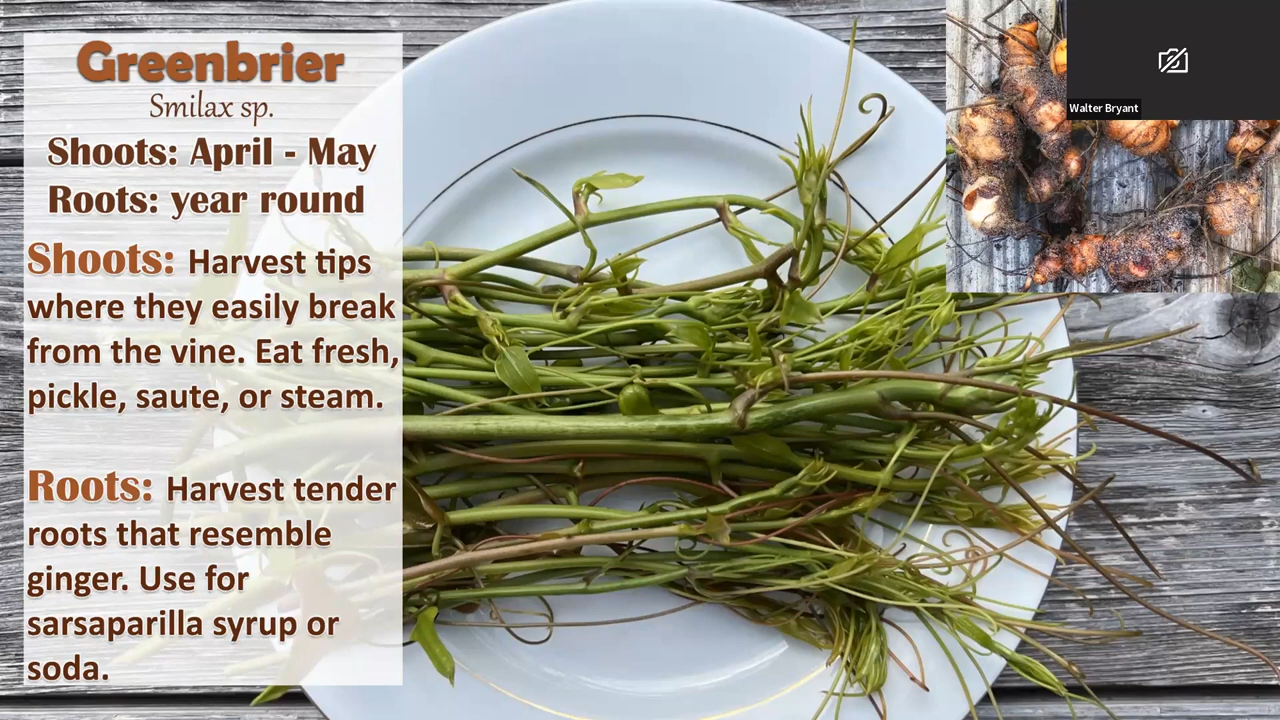 Greenbrier
Smilax sp.
Shoots: April - May
Roots: year round
Shoots: Harvest tips
where they easily break
from the vine. Eat fresh,
pickle, saute, or steam.
Roots: Harvest tender
roots that resemble
ginger. Use for
sarsaparilla syrup or
soda.
Walter Bryant